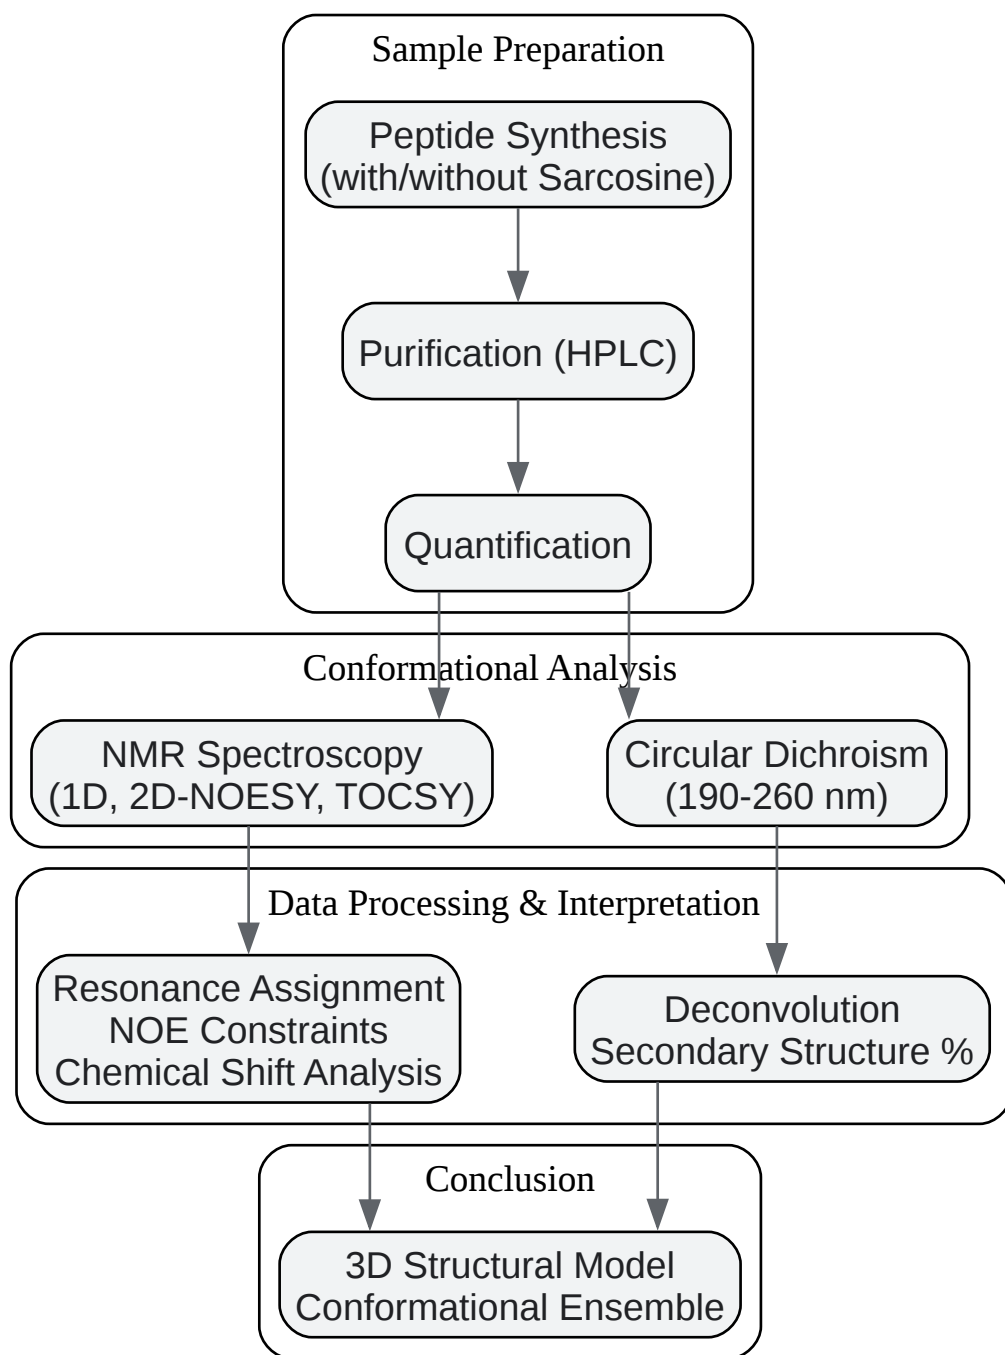 Sample Preparation
Peptide Synthesis
(with/without Sarcosine)
Purification (HPLC)
Quantification
Conformational Analysis
NMR Spectroscopy
(1D, 2D-NOESY, TOCSY)
Circular Dichroism
(190-260 nm)
Data Processing & Interpretation
Resonance Assignment
NOE Constraints
Chemical Shift Analysis
Deconvolution
Secondary Structure %
Conclusion
3D Structural Model
Conformational Ensemble